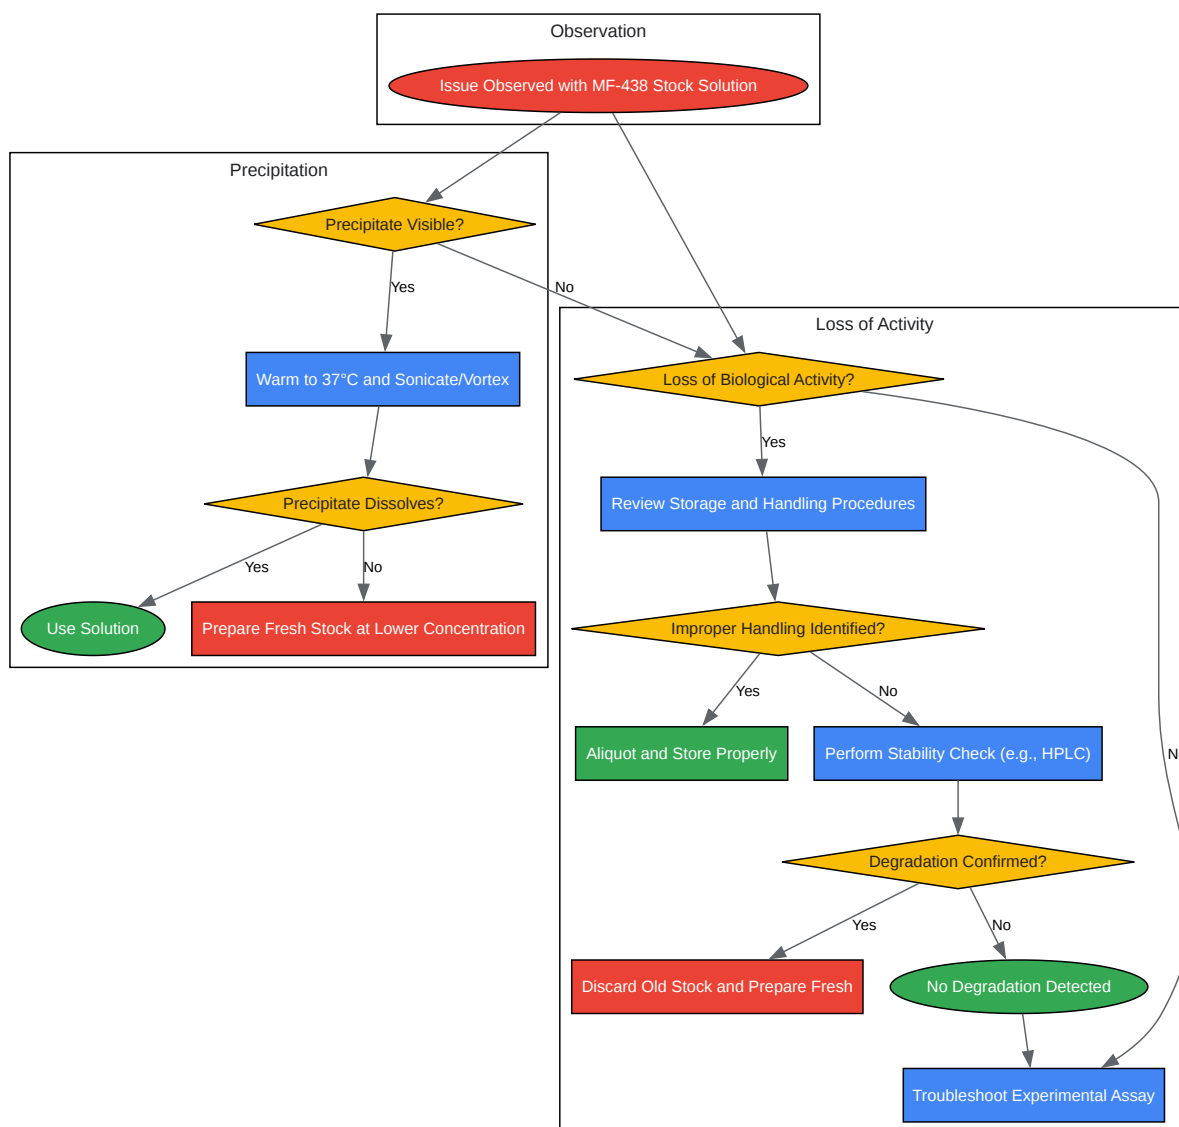 Observation
Issue Observed with MF-438 Stock Solution
Precipitation
Precipitate Visible?
Yes
No
Warm to 37°C and Sonicate/Vortex
Precipitate Dissolves?
Yes
No
Use Solution
Prepare Fresh Stock at Lower Concentration
Loss of Activity
Loss of Biological Activity?
Yes
Review Storage and Handling Procedures
Improper Handling Identified?
Yes
No
Aliquot and Store Properly
Perform Stability Check (e.g., HPLC)
Degradation Confirmed?
Yes
No
Discard Old Stock and Prepare Fresh
No Degradation Detected
Troubleshoot Experimental Assay